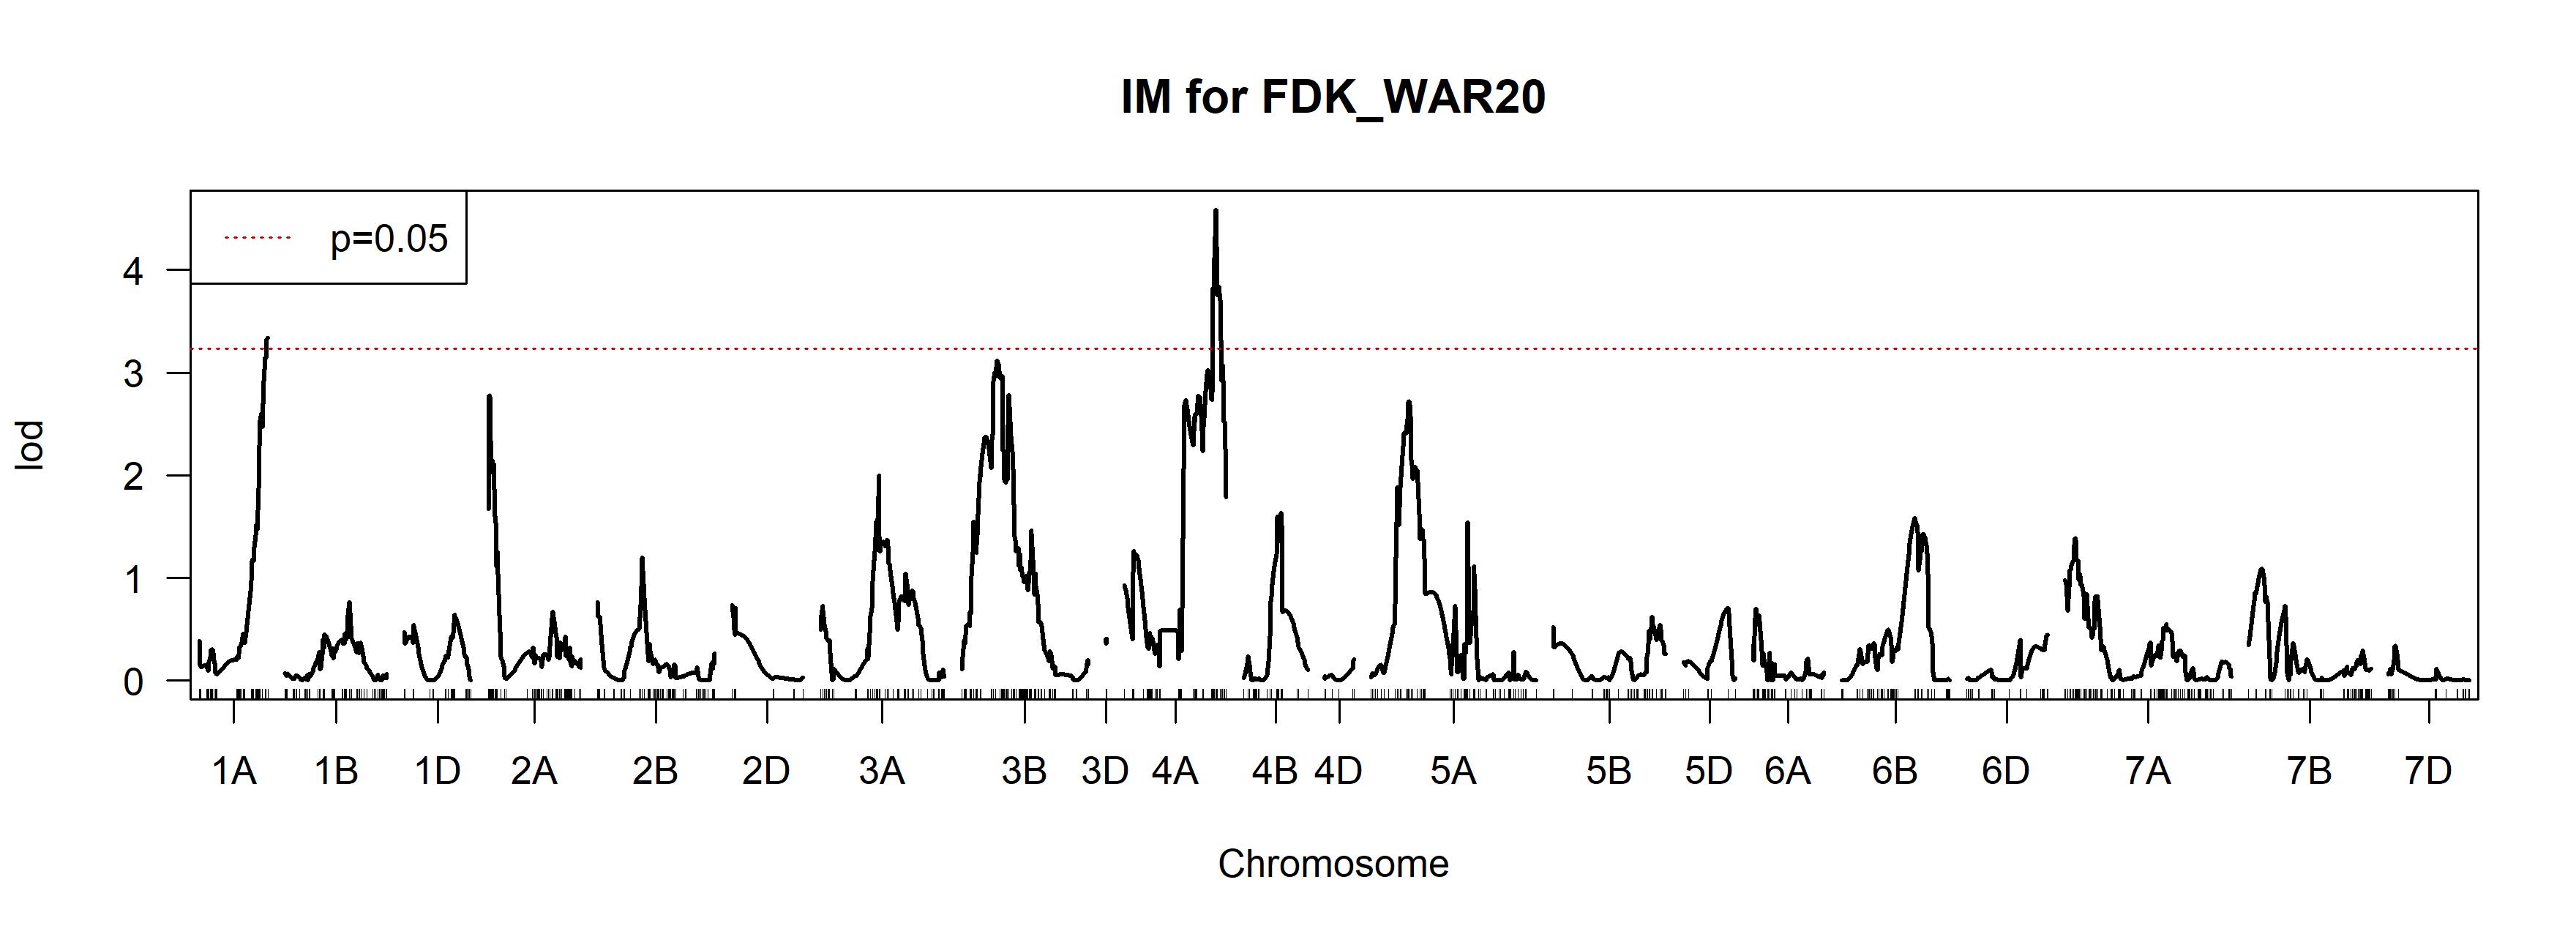 IM for FDK_WAR20
p=0.05
4
3
2
1
0
lod
1A 1B 1D 2A 2B 2D 3A 3B 3D 4A 4B 4D 5A 5B 5D 6A 6B 6D 7A 7B 7D
Chromosome